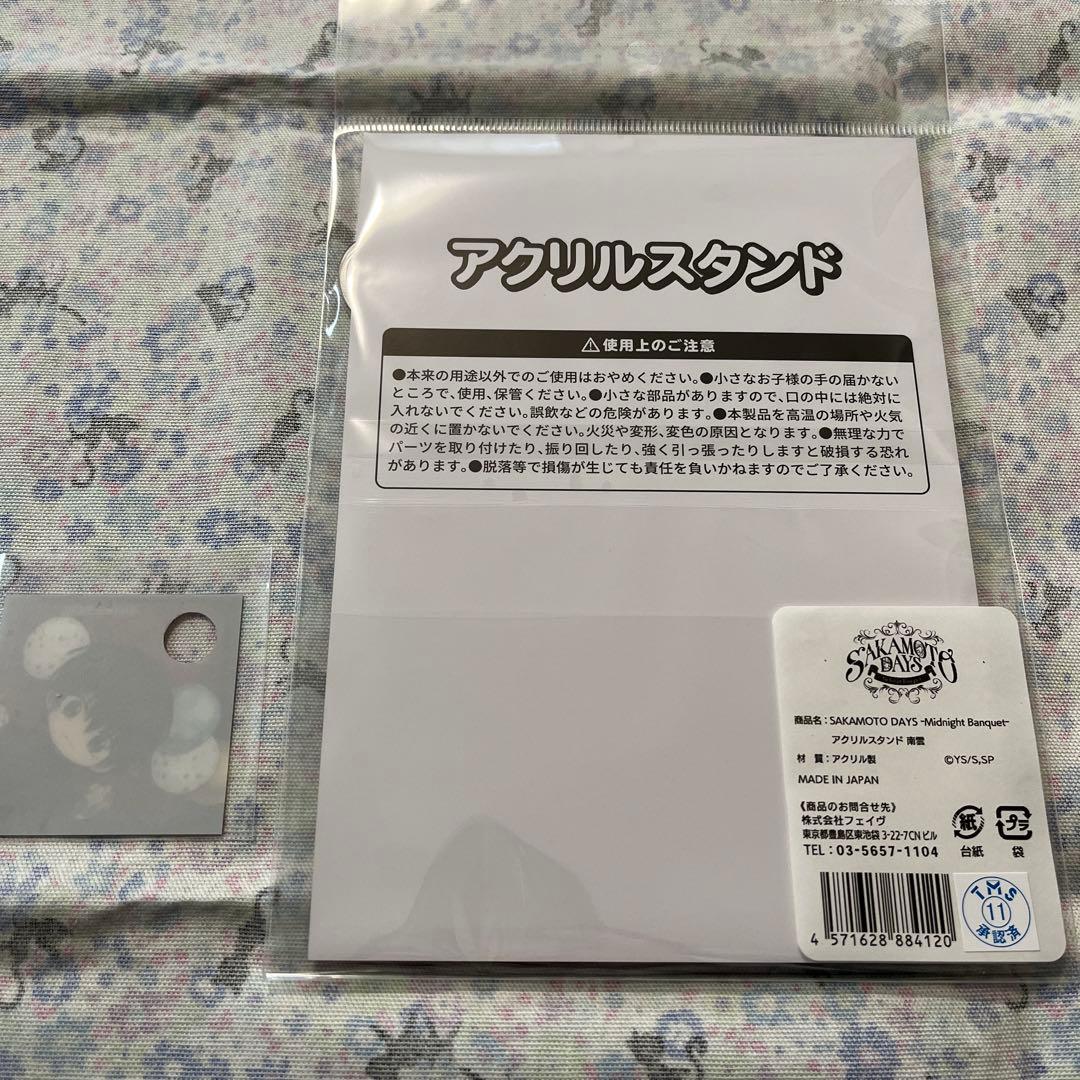 アクリルスタンド
⚠使用上のご注意
●本来の用途以外でのご使用はおやめください。●小さなお子様の手の届かない
ところで、使用、保管ください。●小さな部品がありますので、口の中には絶対に
入れないでください。誤飲などの危険があります。●本製品を高温の場所や火気
の近くに置かないでください。火災や変形、変色の原因となります。●無理な力で
パーツを取り付けたり、振り回したり、強く引っ張ったりしますと破損する恐れ
があります。●脱落等で損傷が生じても責任を負いかねますのでご了承ください。
SAKAMOTO
DAYS
商品名：SAKAMOTO DAYS -Midnight Banquet-
アクリルスタンド 南雲
材 質：アクリル製 ©YS/S,SP
MADE IN JAPAN
《商品のお問合せ先》
株式会社フェイヴ
東京都豊島区東池袋 3-22-7CN ビル
TEL：03-5657-1104
紙 プラ
台紙 袋
4 571628 884120
TMS
11
承認済